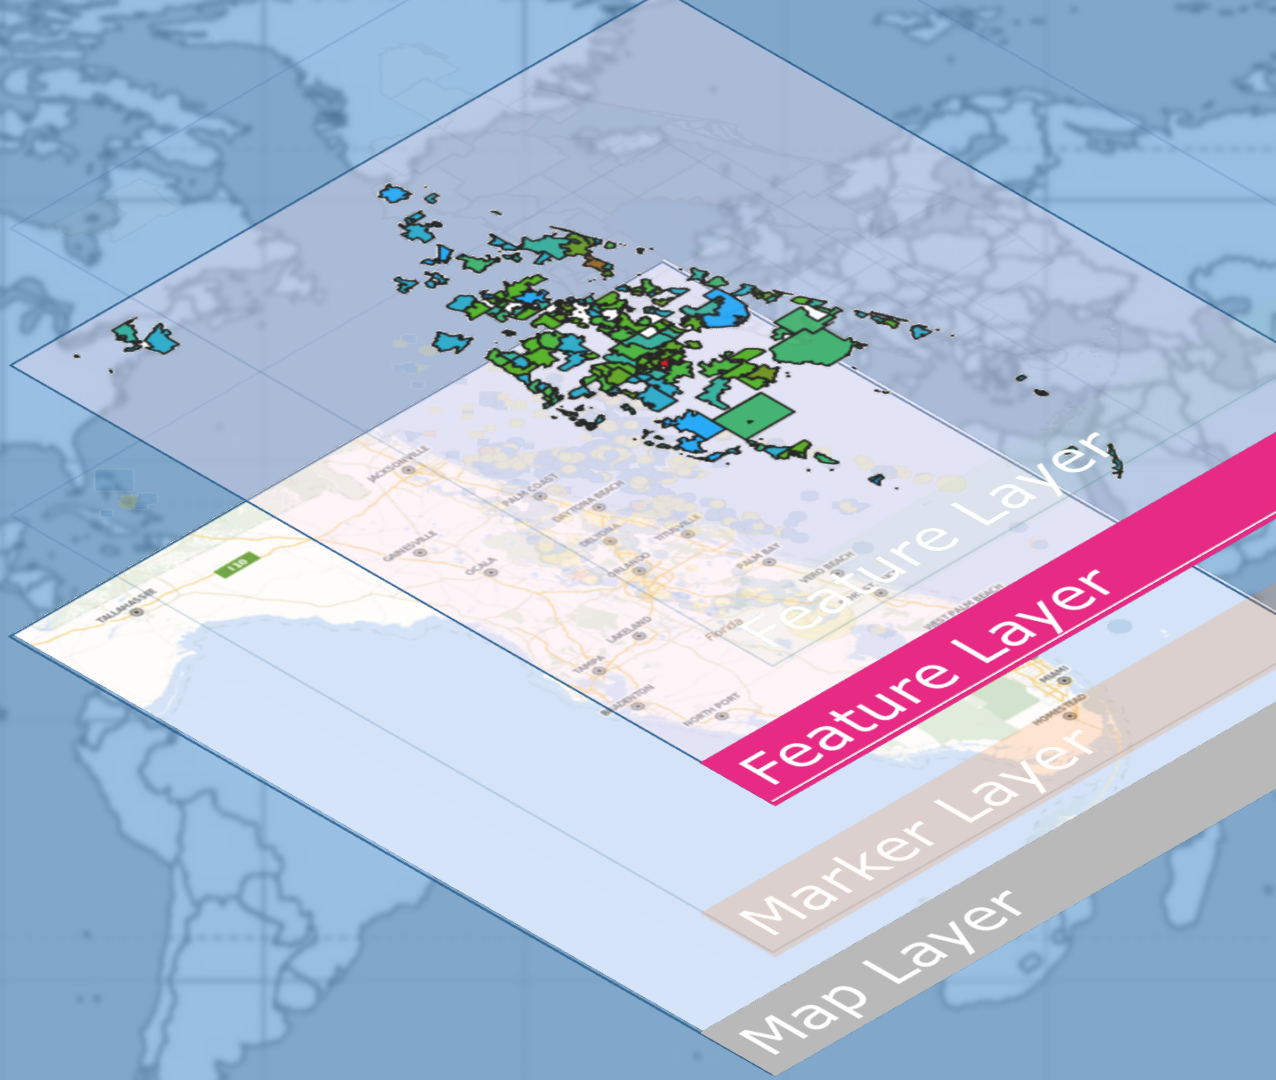 JACKSONVILLE
PALM COAST
DAYTONA BEACH
GAINESVILLE
DELTONA
TITUSVILLE
I 10
OCALA
ORLANDO
PALM BAY
TALLAHASSEE
VERO BEACH
Feature Layer
LAKELAND
Florida
WEST PALM BEACH
TAMPA
BRADENTON
NORTH PORT
MIAMI
HOMESTEAD
Feature Layer
Marker Layer
Map Layer